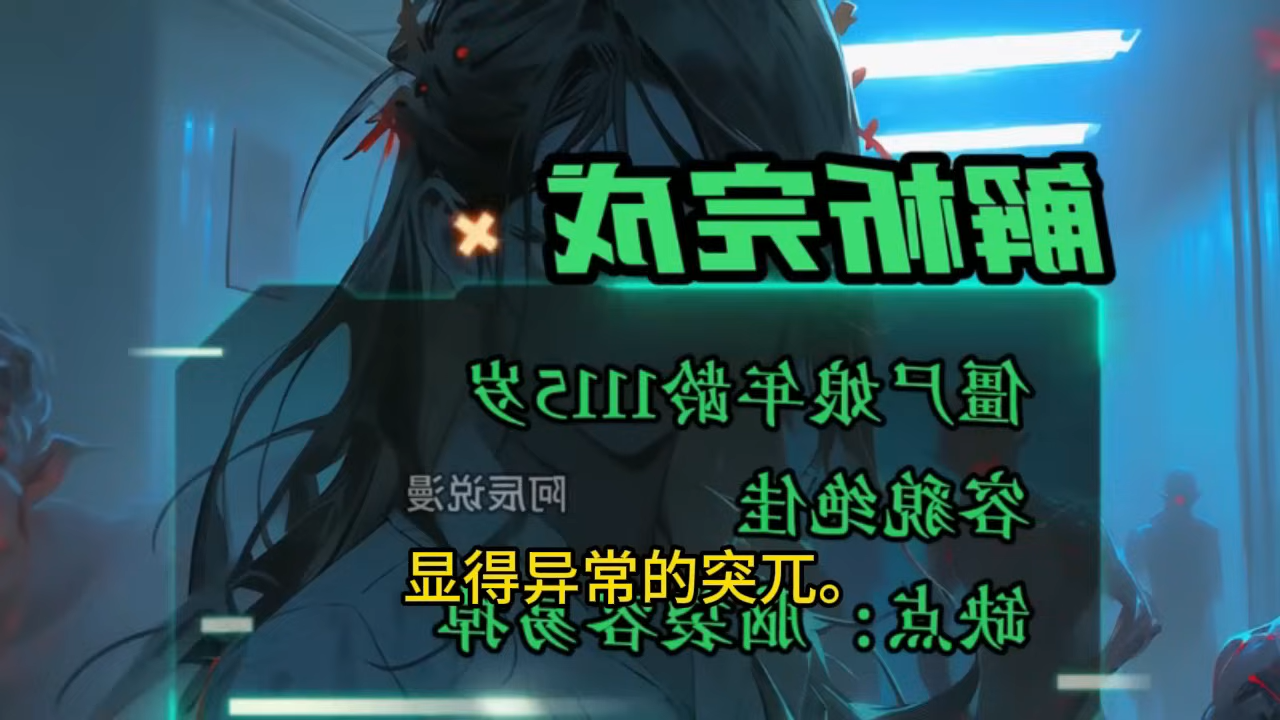 解析完成
僵尸娘年龄1115岁
容貌绝佳
阿辰说漫
显得异常的突兀。
缺点：脑袋容易掉